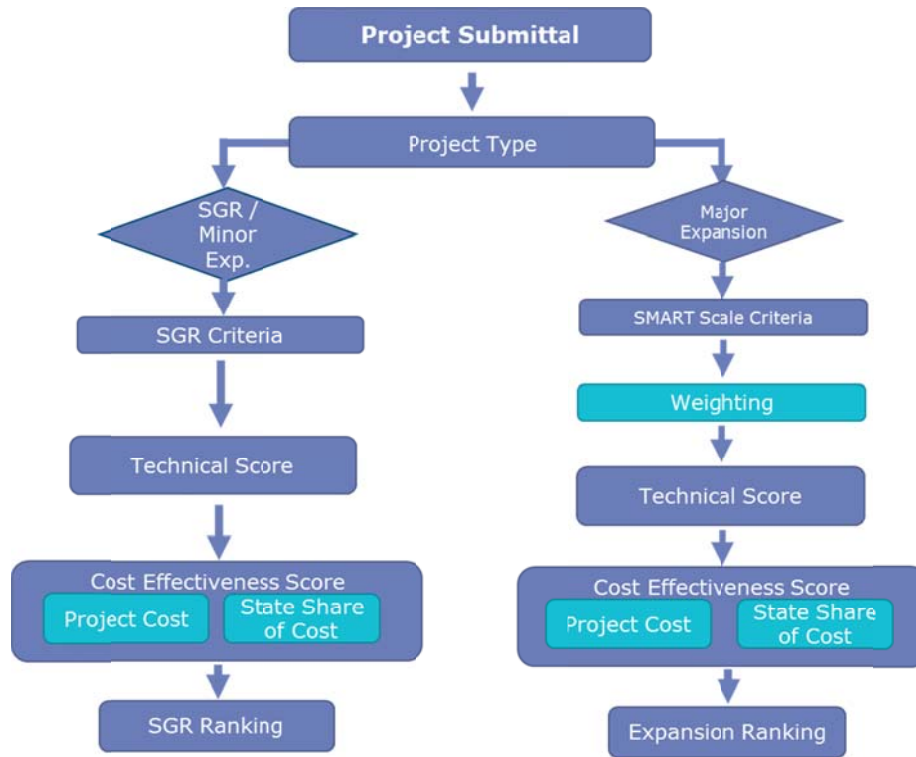 Project Submittal
Project Type
SGR /
Minor
Exp.
SGR Criteria
Technical Score
Cost Effectiveness Score
Project Cost
State Share
of Cost
SGR Ranking
Major
Expansion
SMART Scale Criteria
Weighting
Technical Score
Cost Effectiveness Score
Project Cost
State Share
of Cost
Expansion Ranking